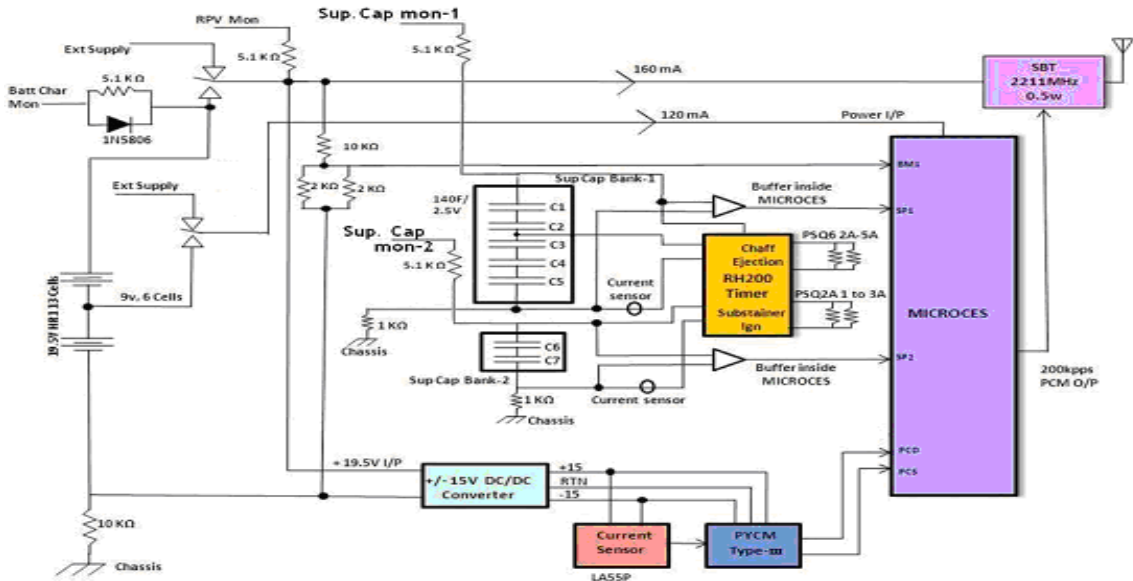 RPV Mon
Sup. Cap mon-1
Ext Supply
5.1 KΩ
5.1 KΩ
160 mA
SBT
2211MHz
0.5w
Batt Char
Mon
5.1 KΩ
1N5806
120 mA
Power I/P
10 KΩ
BM1
Sup Cap Bank-1
Buffer inside
MICROCES
Ext Supply
2 KΩ
2 KΩ
140F/
2.5V
C1
C2
C3
C4
C5
SP1
Sup. Cap
mon-2
5.1 KΩ
Chaff
Ejection
RH200
Timer
Substainer
Ign
PSQ6 2A-5A
PSQ2A 1 to 3A
Current
sensor
9v, 6 Cells
MICROCES
1 KΩ
Chassis
C6
C7
SP2
Buffer inside
MICROCES
Sup Cap Bank-2
Current sensor
1 KΩ
Chassis
200kpps
PCM O/P
+ 19.5V I/P
+/-15V DC/DC
Converter
+15
RTN
-15
PCD
PCS
10 KΩ
Chassis
Current
Sensor
LA55P
PYCM
Type-III